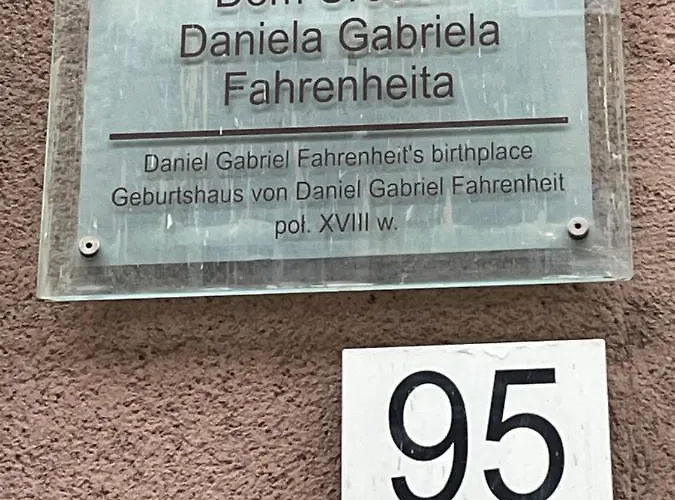 Daniela Gabriela
Fahrenheita
Daniel Gabriel Fahrenheit's birthplace
Geburtshaus von Daniel Gabriel Fahrenheit
poł. XVIII w.
95